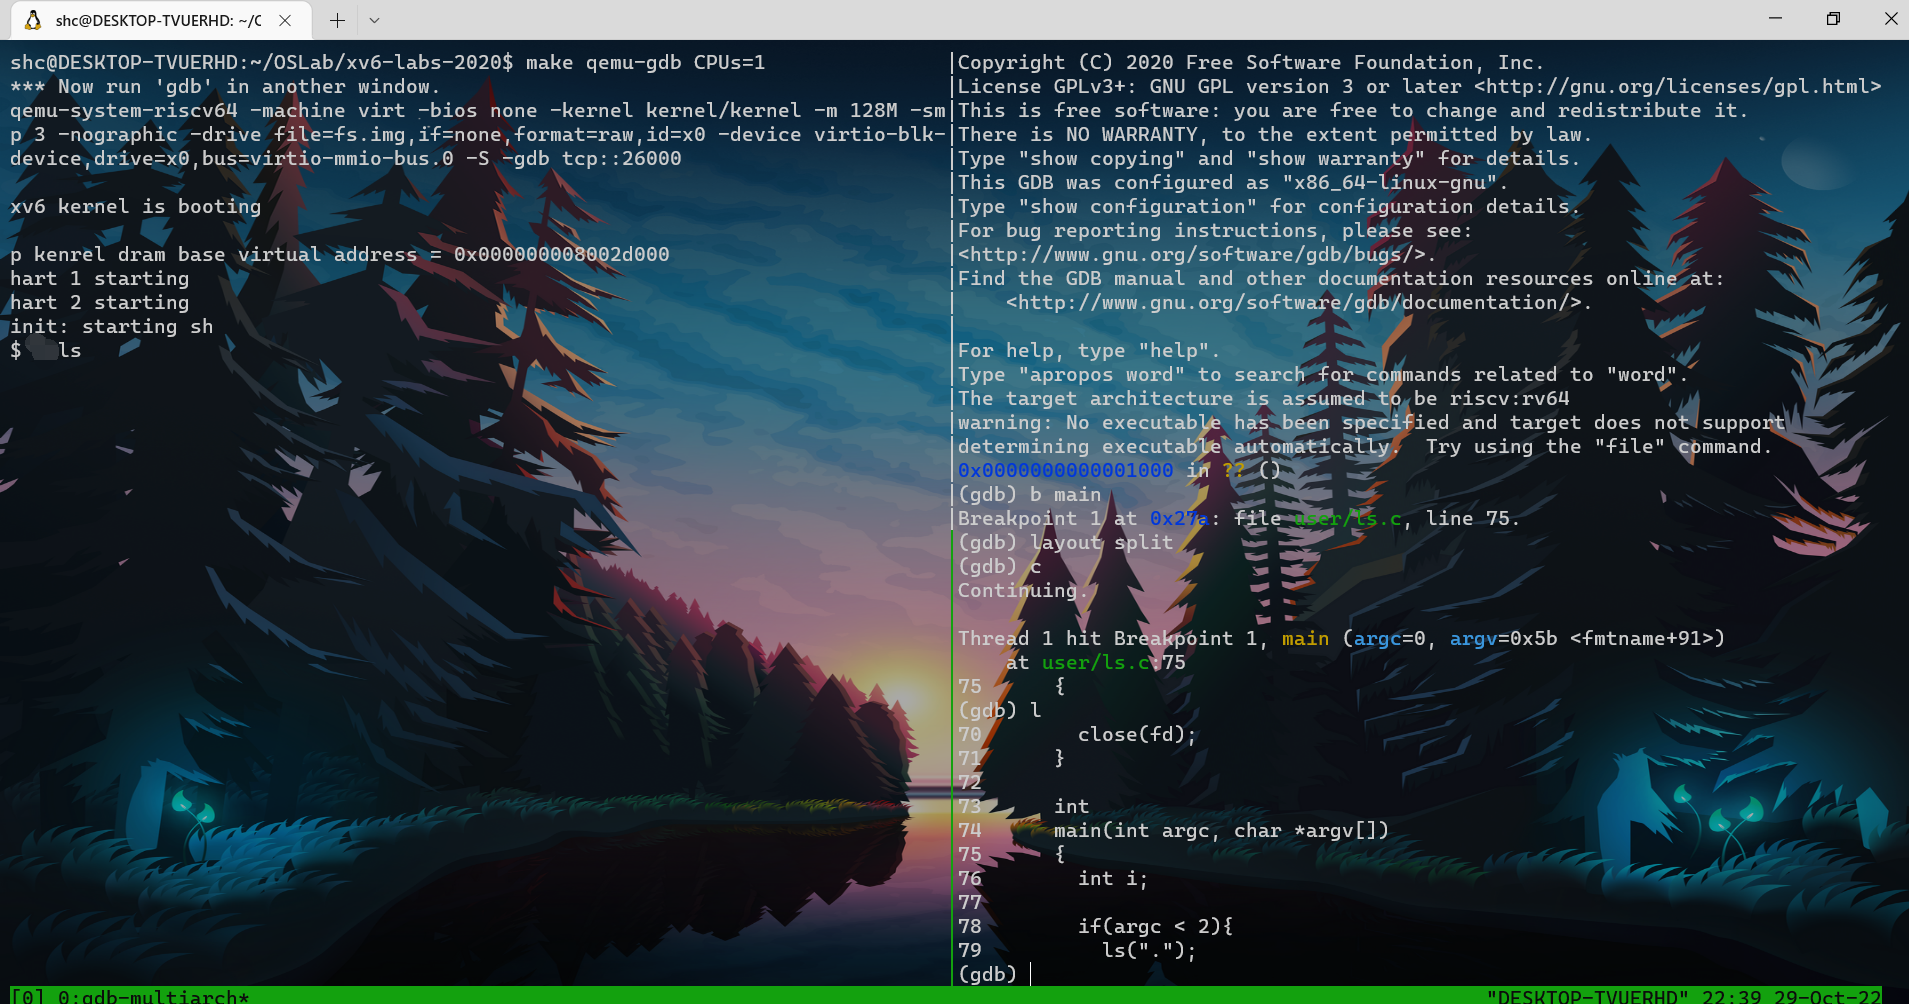 shc@DESKTOP-TVUERHD: ~/C
shc@DESKTOP-TVUERHD:~/OSLab/xv6-labs-2020$ make qemu-gdb CPUs=1
*** Now run 'gdb' in another window.
qemu-system-riscv64 -machine virt -bios none -kernel kernel/kernel -m 128M -sm
p 3 -nographic -drive file=fs.img,if=none,format=raw,id=x0 -device virtio-blk-
device,drive=x0,bus=virtio-mmio-bus.0 -S -gdb tcp::26000
xv6 kernel is booting
p kenrel dram base virtual address = 0x000000008002d000
hart 1 starting
hart 2 starting
init: starting sh
$ ls
Copyright (C) 2020 Free Software Foundation, Inc.
License GPLv3+: GNU GPL version 3 or later <http://gnu.org/licenses/gpl.html>
This is free software: you are free to change and redistribute it.
There is NO WARRANTY, to the extent permitted by law.
Type "show copying" and "show warranty" for details.
This GDB was configured as "x86_64-linux-gnu".
Type "show configuration" for configuration details.
For bug reporting instructions, please see:
<http://www.gnu.org/software/gdb/bugs/>.
Find the GDB manual and other documentation resources online at:
    <http://www.gnu.org/software/gdb/documentation/>.
For help, type "help".
Type "apropos word" to search for commands related to "word".
The target architecture is assumed to be riscv:rv64
warning: No executable has been specified and target does not support
determining executable automatically.  Try using the "file" command.
0x0000000000001000 in ?? ()
(gdb) b main
Breakpoint 1 at 0x27a: file user/ls.c, line 75.
(gdb) layout split
(gdb) c
Continuing.
Thread 1 hit Breakpoint 1, main (argc=0, argv=0x5b <fmtname+91>)
    at user/ls.c:75
75      {
(gdb) l
70        close(fd);
71      }
72
73      int
74      main(int argc, char *argv[])
75      {
76        int i;
77
78        if(argc < 2){
79          ls(".");
(gdb)
[0] 0:gdb-multiarch*
"DESKTOP-TVUERHD" 22:39 29-Oct-22